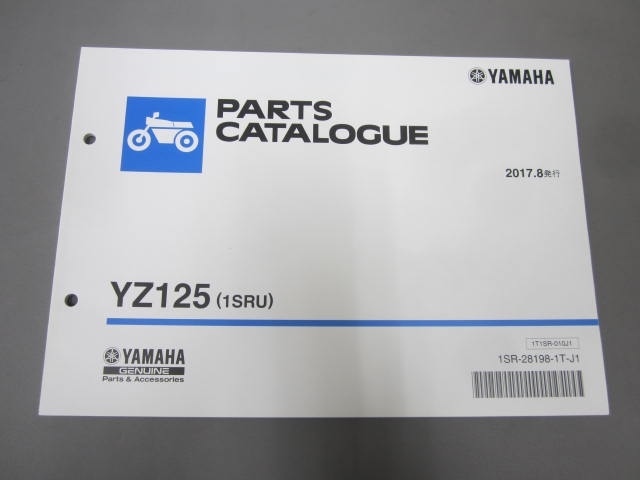 YAMAHA
PARTS
CATALOGUE
2017.8発行
YZ125 (1SRU)
YAMAHA
GENUINE
Parts & Accessories
1T1SR-010J1
1SR-28198-1T-J1